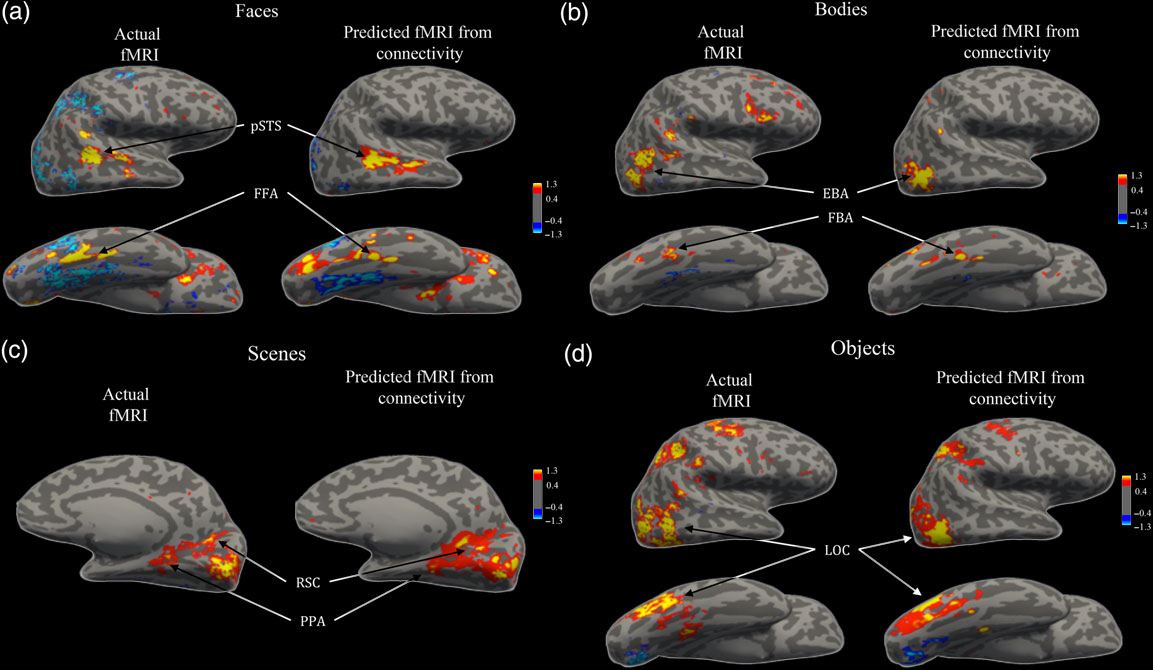 (a)
Faces
Actual
fMRI
Predicted fMRI from
connectivity
pSTS
FFA
1.3
0.4
−0.4
−1.3
(b)
Bodies
Actual
fMRI
Predicted fMRI from
connectivity
EBA
FBA
1.3
0.4
−0.4
−1.3
(c)
Scenes
Actual
fMRI
Predicted fMRI from
connectivity
RSC
PPA
1.3
0.4
−0.4
−1.3
(d)
Objects
Actual
fMRI
Predicted fMRI from
connectivity
LOC
1.3
0.4
−0.4
−1.3